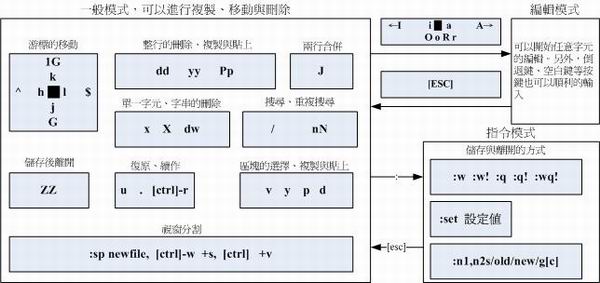 一般模式，可以進行複製、移動與刪除
游標的移動
1G
k
^ h l $
j
G
整行的刪除、複製與貼上
dd yy Pp
兩行合併
J
單一字元、字串的刪除
x X dw
搜尋、重複搜尋
/ nN
儲存後離開
ZZ
復原、續作
u . [ctrl]-r
區塊的選擇、複製與貼上
v y p d
視窗分割
:sp newfile, [ctrl]-w +s, [ctrl] +v
←I i a A→
O o R r
[ESC]
:
[esc]
編輯模式
可以開始任意字元
的編輯。另外，倒
退鍵、空白鍵等按
鍵也可以順利的輸
入
指令模式
儲存與離開的方式
:w :w! :q :q! :wq!
:set 設定值
:n1,n2s/old/new/g[c]